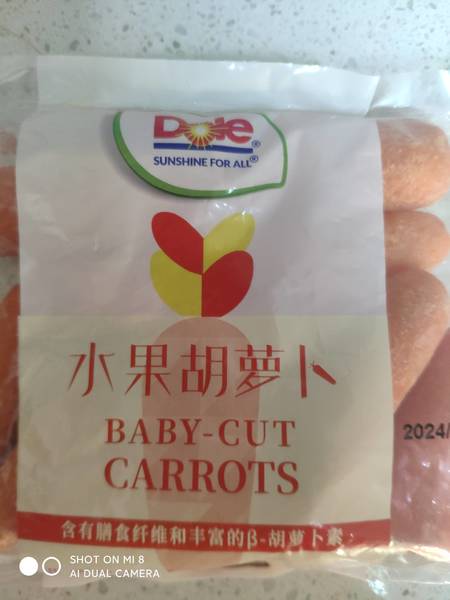 Dole®
SUNSHINE FOR ALL®
水果胡萝卜
BABY-CUT
CARROTS
2024/
含有膳食纤维和丰富的β-胡萝卜素
SHOT ON MI 8
AI DUAL CAMERA